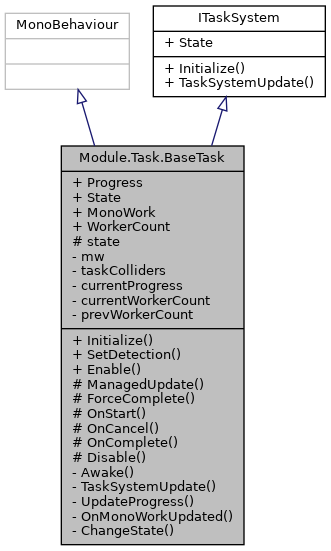 MonoBehaviour
ITaskSystem
+ State
+ Initialize()
+ TaskSystemUpdate()
Module.Task.BaseTask
+ Progress
+ State
+ MonoWork
+ WorkerCount
# state
- mw
- taskColliders
- currentProgress
- currentWorkerCount
- prevWorkerCount
+ Initialize()
+ SetDetection()
+ Enable()
# ManagedUpdate()
# ForceComplete()
# OnStart()
# OnCancel()
# OnComplete()
# Disable()
- Awake()
- TaskSystemUpdate()
- UpdateProgress()
- OnMonoWorkUpdated()
- ChangeState()